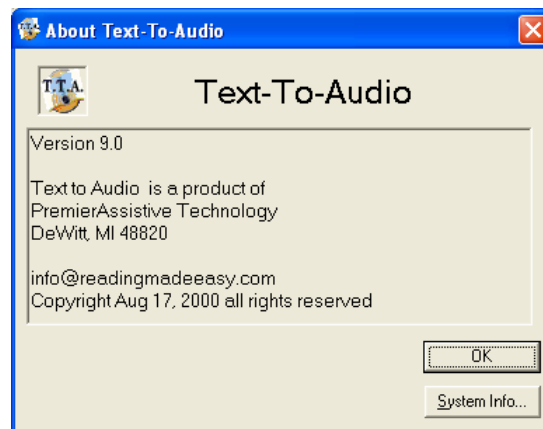 About Text-To-Audio
T.T.A.
Text-To-Audio
Version 9.0
Text to Audio is a product of
PremierAssistive Technology
DeWitt, MI 48820
info@readingmadeeasy.com
Copyright Aug 17, 2000 all rights reserved
OK
System Info...